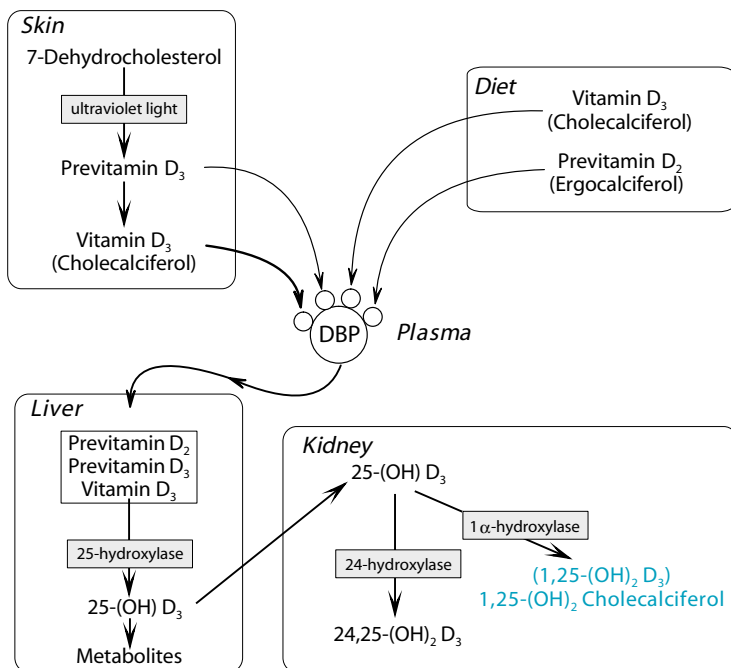 Skin
7-Dehydrocholesterol
ultraviolet light
Previtamin D₃
Vitamin D₃
(Cholecalciferol)
Diet
Vitamin D₃
(Cholecalciferol)
Previtamin D₂
(Ergocalciferol)
DBP
Plasma
Liver
Previtamin D₂
Previtamin D₃
Vitamin D₃
25-hydroxylase
25-(OH) D₃
Metabolites
Kidney
25-(OH) D₃
1α-hydroxylase
24-hydroxylase
(1,25-(OH)₂ D₃)
1,25-(OH)₂ Cholecalciferol
24,25-(OH)₂ D₃